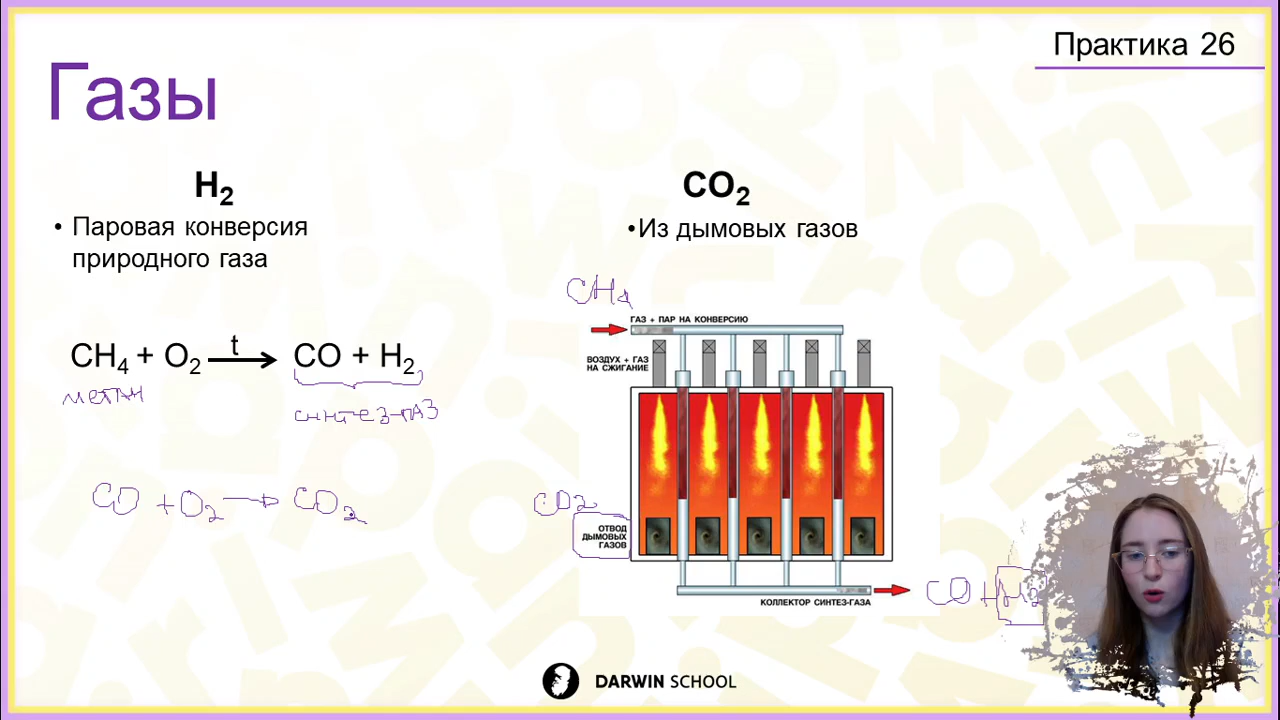 Практика 26
Газы
H2
• Паровая конверсия
природного газа
CH4 + O2 t CO + H2
метан
синтез-газ
CO + O2 → CO2
CO2
•Из дымовых газов
CH4
ГАЗ + ПАР НА КОНВЕРСИЮ
ВОЗДУХ + ГАЗ
НА СЖИГАНИЕ
CO2
ОТВОД
ДЫМОВЫХ
ГАЗОВ
КОЛЛЕКТОР СИНТЕЗ-ГАЗА
CO + H2
DARWIN SCHOOL